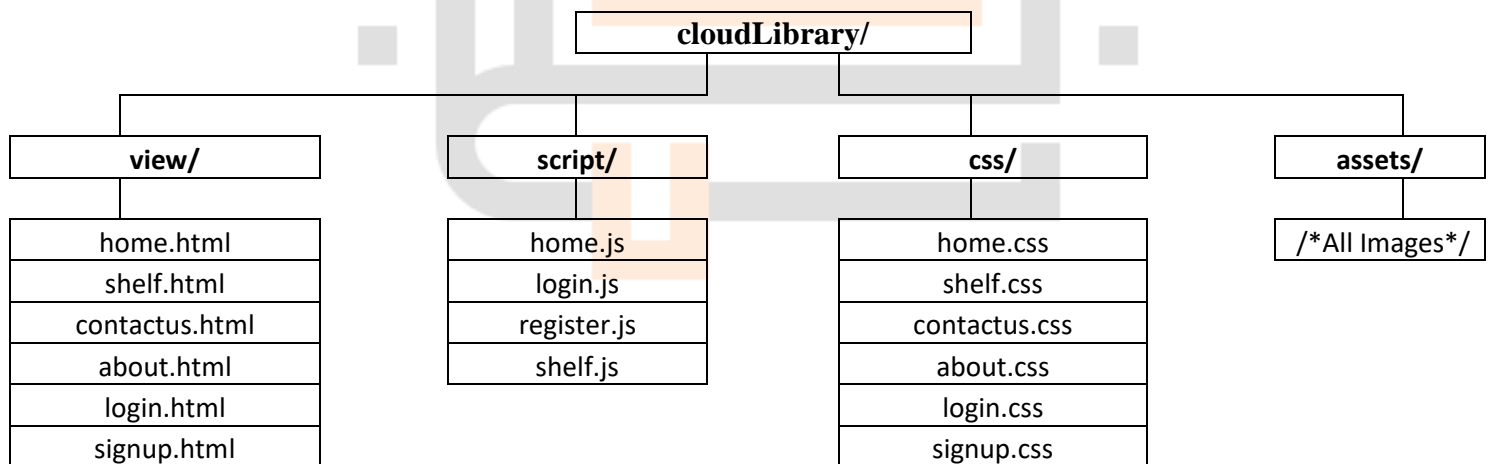 cloudLibrary/
view/
script/
css/
assets/
home.html
shelf.html
contactus.html
about.html
login.html
signup.html
home.js
login.js
register.js
shelf.js
home.css
shelf.css
contactus.css
about.css
login.css
signup.css
/*All Images*/